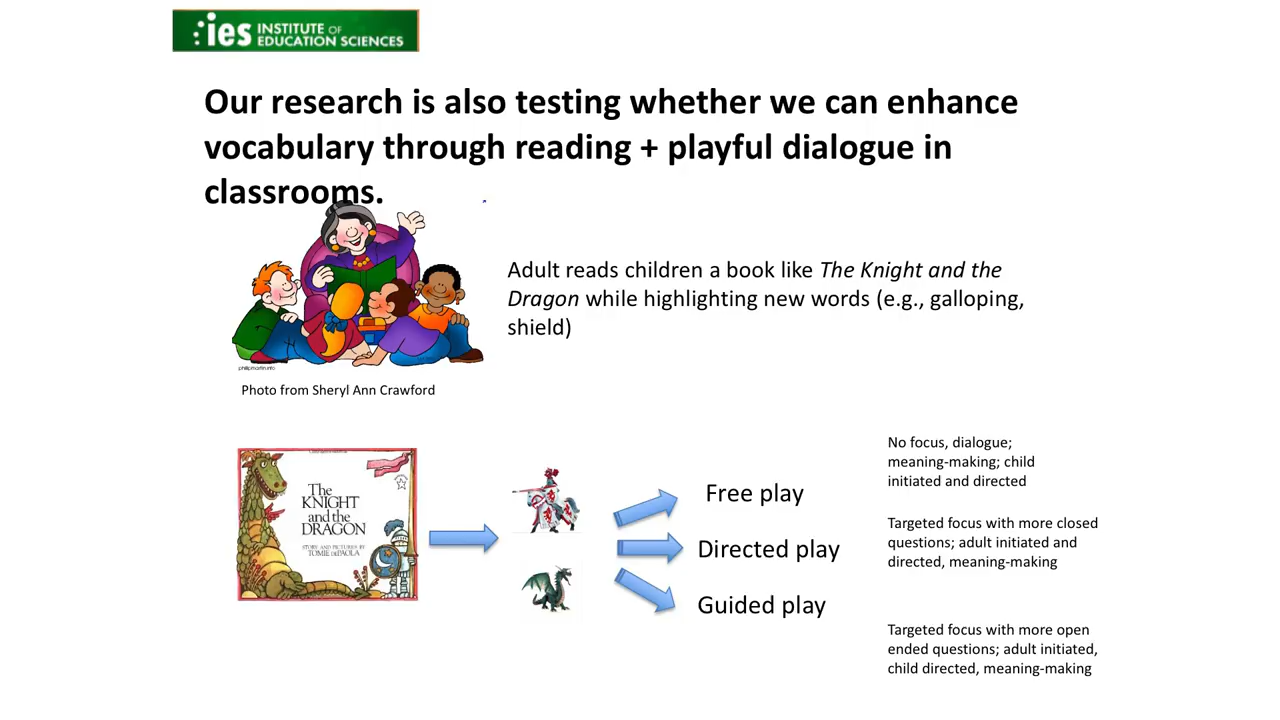 ies INSTITUTE OF
EDUCATION SCIENCES
Our research is also testing whether we can enhance
vocabulary through reading + playful dialogue in
classrooms.
Adult reads children a book like The Knight and the
Dragon while highlighting new words (e.g., galloping,
shield)
philipmartin.info
Photo from Sheryl Ann Crawford
The
KNIGHT
and the
DRAGON
STORY AND PICTURES BY
TOMIE dePAOLA
Free play
Directed play
Guided play
No focus, dialogue;
meaning-making; child
initiated and directed
Targeted focus with more closed
questions; adult initiated and
directed, meaning-making
Targeted focus with more open
ended questions; adult initiated,
child directed, meaning-making